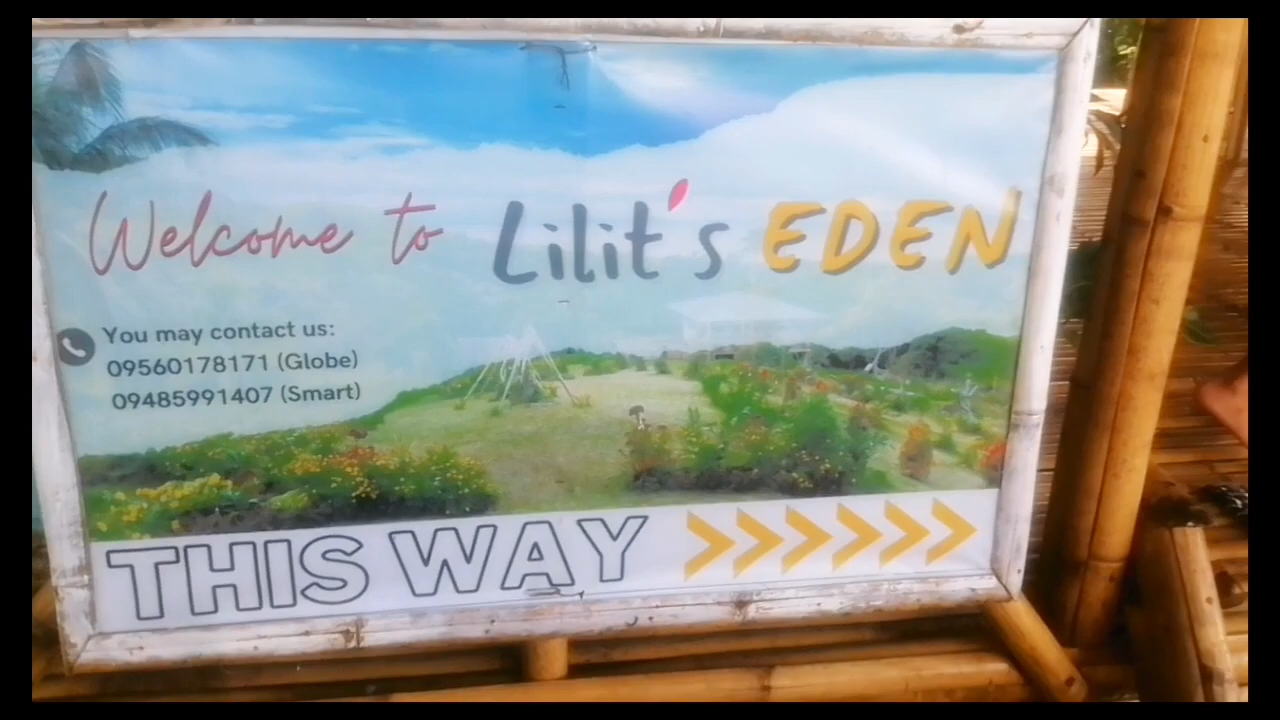 Welcome to Lilit's EDEN
You may contact us:
09560178171 (Globe)
09485991407 (Smart)
THIS WAY